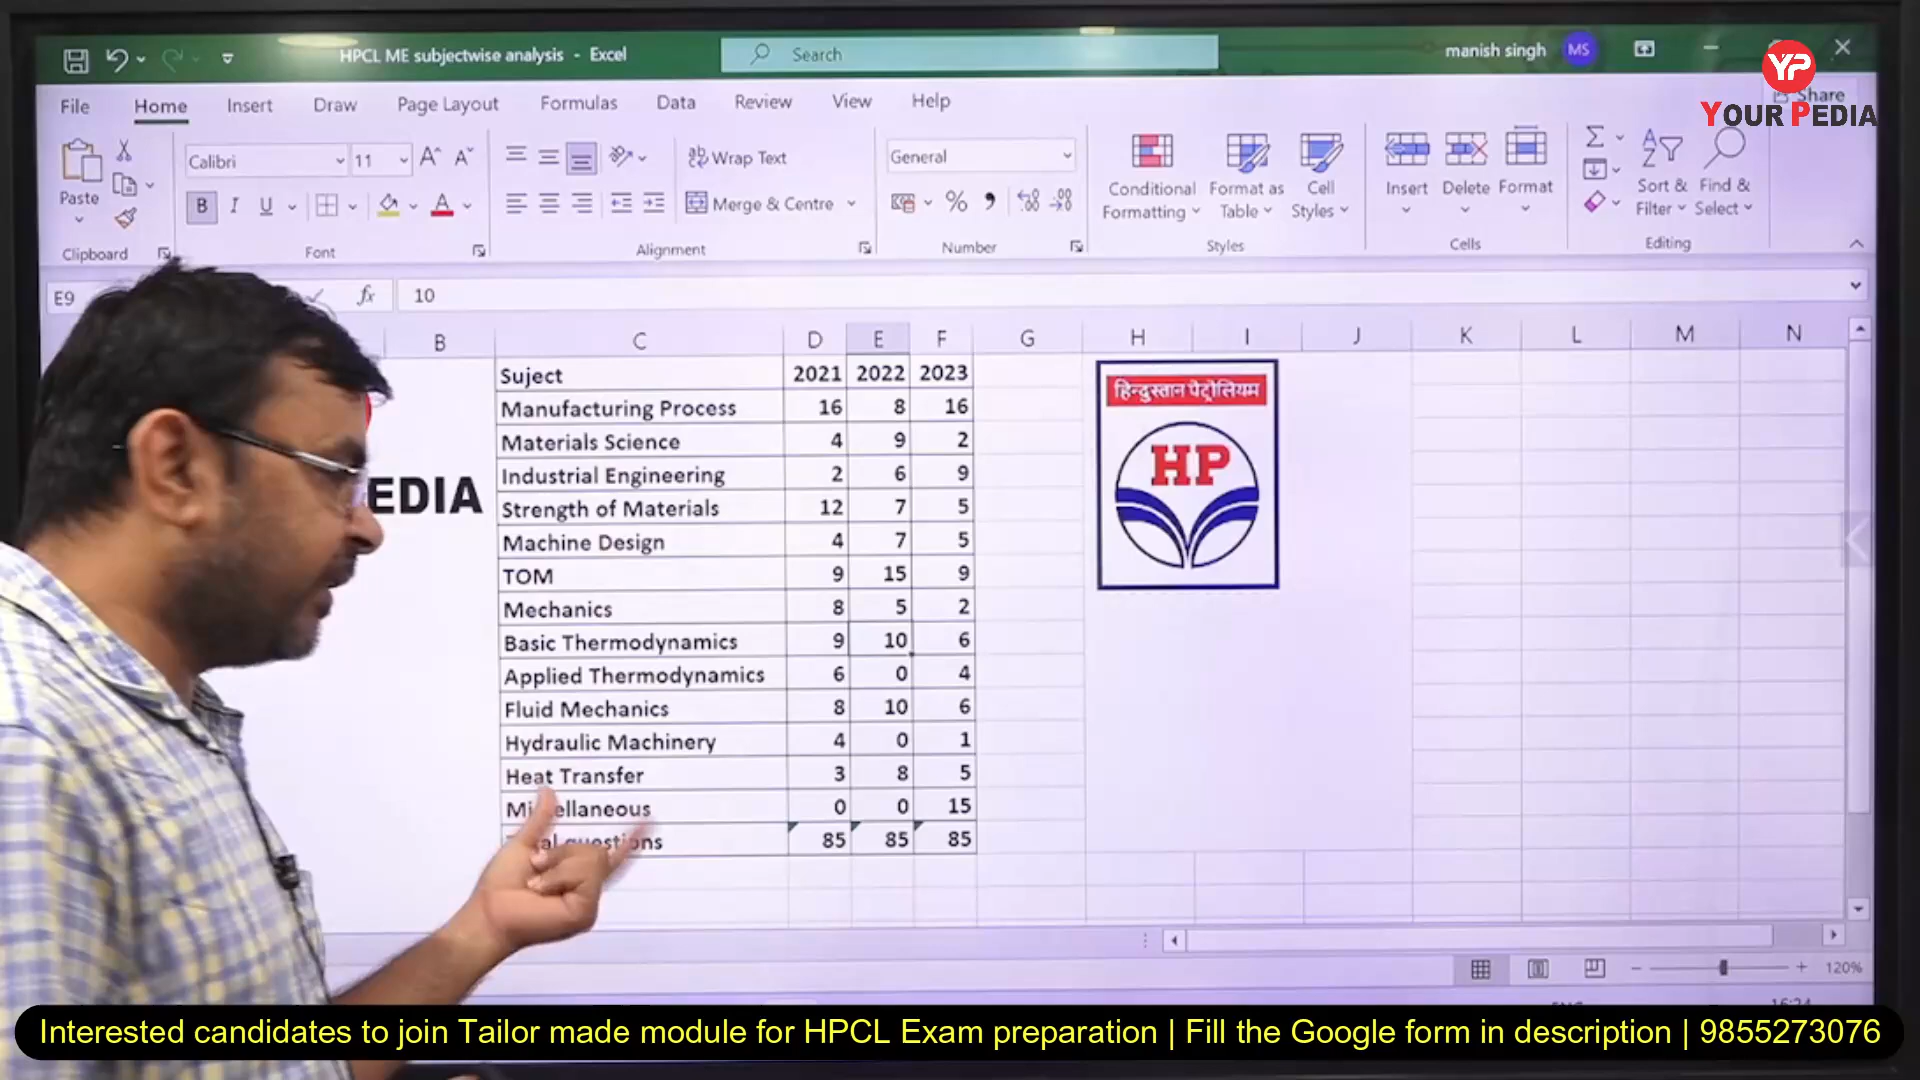 HPCL ME subjectwise analysis - Excel
Search
manish singh MS
YP
YOUR PEDIA
File Home Insert Draw Page Layout Formulas Data Review View Help
Share
Paste
Clipboard
Calibri 11
B I U
A
Font
ab Wrap Text
Merge & Centre
Alignment
General
%
Number
Conditional Formatting
Format as Table
Cell Styles
Styles
Insert
Delete
Format
Cells
Sort & Filter
Find & Select
Editing
E9 fx 10
B C D E F G H I J K L M N
Suject 2021 2022 2023
Manufacturing Process 16 8 16
Materials Science 4 9 2
Industrial Engineering 2 6 9
Strength of Materials 12 7 5
Machine Design 4 7 5
TOM 9 15 9
Mechanics 8 5 2
Basic Thermodynamics 9 10 6
Applied Thermodynamics 6 0 4
Fluid Mechanics 8 10 6
Hydraulic Machinery 4 0 1
Heat Transfer 3 8 5
Miscellaneous 0 0 15
Total questions 85 85 85
EDIA
हिन्दुस्तान पेट्रोलियम
HP
120%
Interested candidates to join Tailor made module for HPCL Exam preparation | Fill the Google form in description | 9855273076